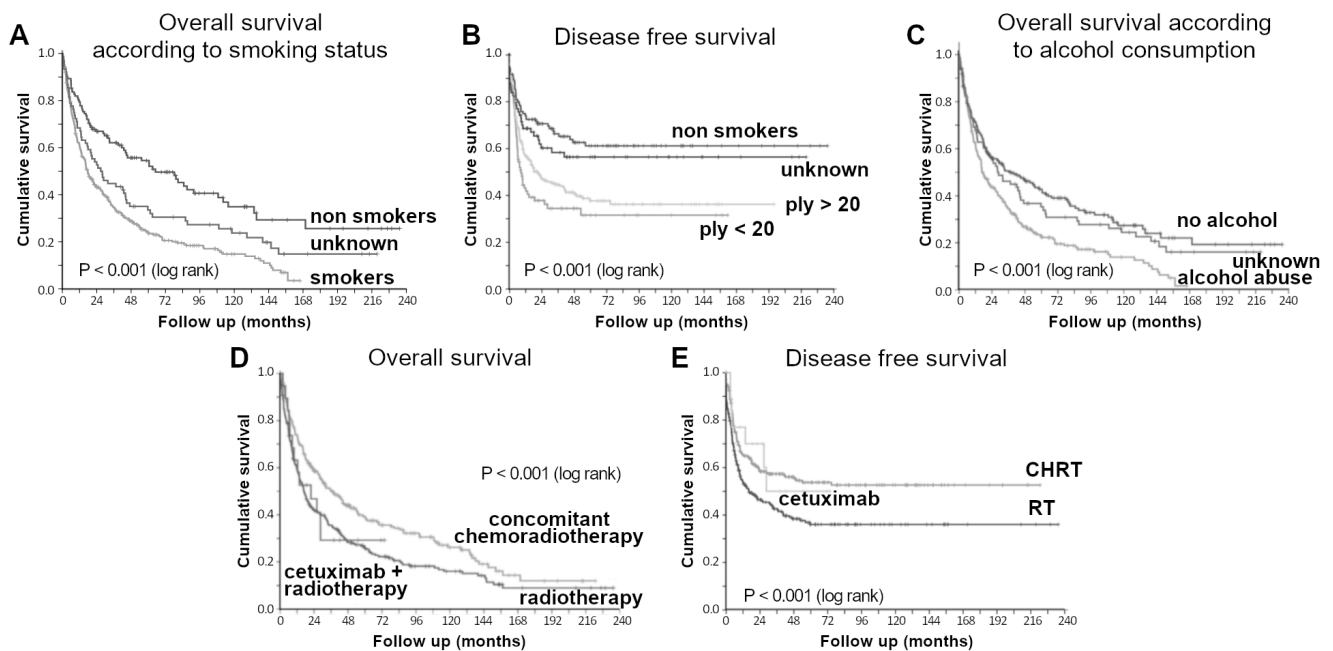 A
Overall survival
according to smoking status
Cumulative survival
1.0
0.8
0.6
0.4
0.2
0.0
non smokers
unknown
smokers
P < 0.001 (log rank)
0 24 48 72 96 120 144 168 192 216 240
Follow up (months)
B
Disease free survival
Cumulative survival
1.0
0.8
0.6
0.4
0.2
0.0
non smokers
unknown
ply > 20
ply < 20
P < 0.001 (log rank)
0 24 48 72 96 120 144 168 192 216 240
Follow up (months)
C
Overall survival according
to alcohol consumption
Cumulative survival
1.0
0.8
0.6
0.4
0.2
0.0
no alcohol
unknown
alcohol abuse
P < 0.001 (log rank)
0 24 48 72 96 120 144 168 192 216 240
Follow up (months)
D
Overall survival
Cumulative survival
1.0
0.8
0.6
0.4
0.2
0.0
P < 0.001 (log rank)
concomitant
chemoradiotherapy
cetuximab +
radiotherapy
radiotherapy
0 24 48 72 96 120 144 168 192 216 240
Follow up (months)
E
Disease free survival
Cumulative survival
1.0
0.8
0.6
0.4
0.2
0.0
CHRT
cetuximab
RT
P < 0.001 (log rank)
0 24 48 72 96 120 144 168 192 216 240
Follow up (months)